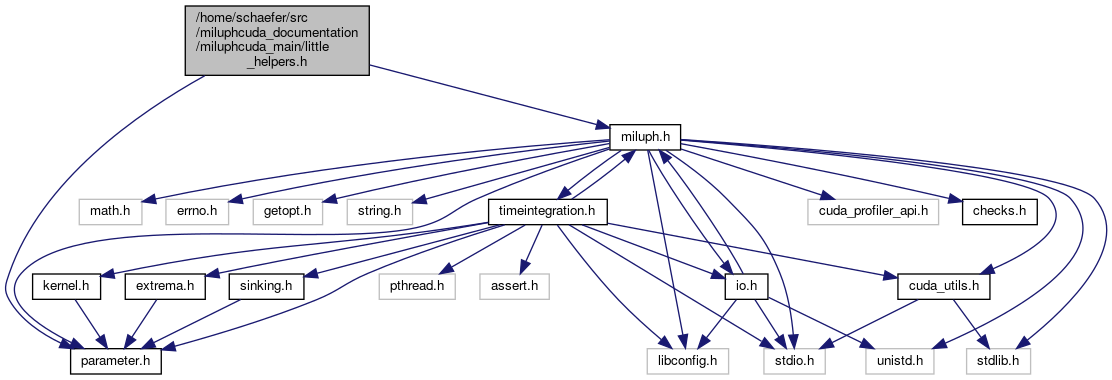 /home/schaefer/src
/miluphcuda_documentation
/miluphcuda_main/little
_helpers.h
miluph.h
math.h
errno.h
getopt.h
string.h
timeintegration.h
cuda_profiler_api.h
checks.h
kernel.h
extrema.h
sinking.h
pthread.h
assert.h
io.h
cuda_utils.h
parameter.h
libconfig.h
stdio.h
unistd.h
stdlib.h